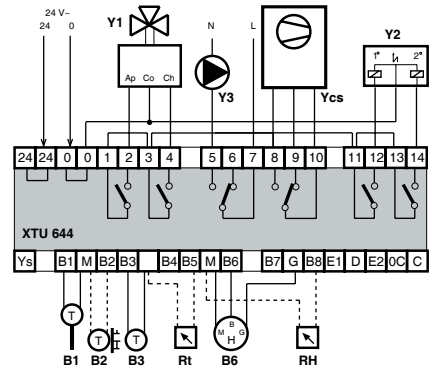 24 V~
24 0
Y1
N L
Y2
Ap Co Ch
Y3
Ycs
1° 2°
24 24 0 0 1 2 3 4 5 6 7 8 9 10 11 12 13 14
XTU 644
Ys B1 M B2 B3 B4 B5 M B6 B7 G B8 E1 D E2 0C C
T
T T
M B G
H
B1 B2 B3 Rt B6 RH